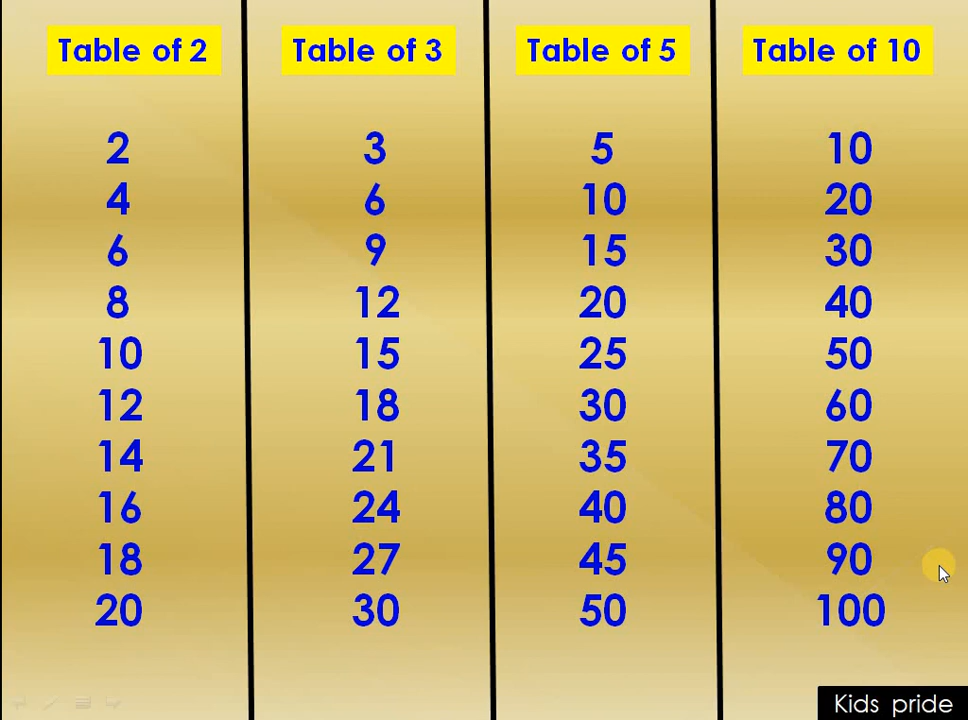 Table of 2 Table of 3 Table of 5 Table of 10
2 3 5 10
4 6 10 20
6 9 15 30
8 12 20 40
10 15 25 50
12 18 30 60
14 21 35 70
16 24 40 80
18 27 45 90
20 30 50 100
Kids pride